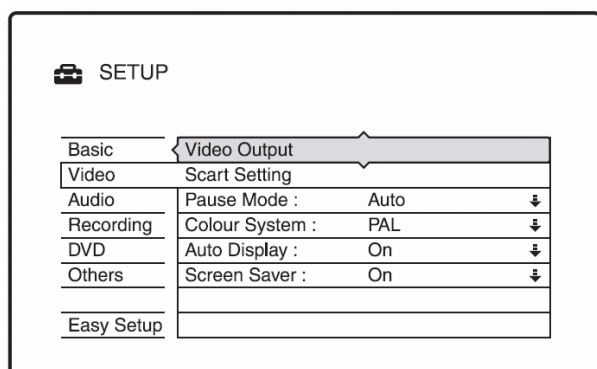 SETUP
Basic Video Output
Video Scart Setting
Audio Pause Mode : Auto
Recording Colour System : PAL
DVD Auto Display : On
Others Screen Saver : On
Easy Setup